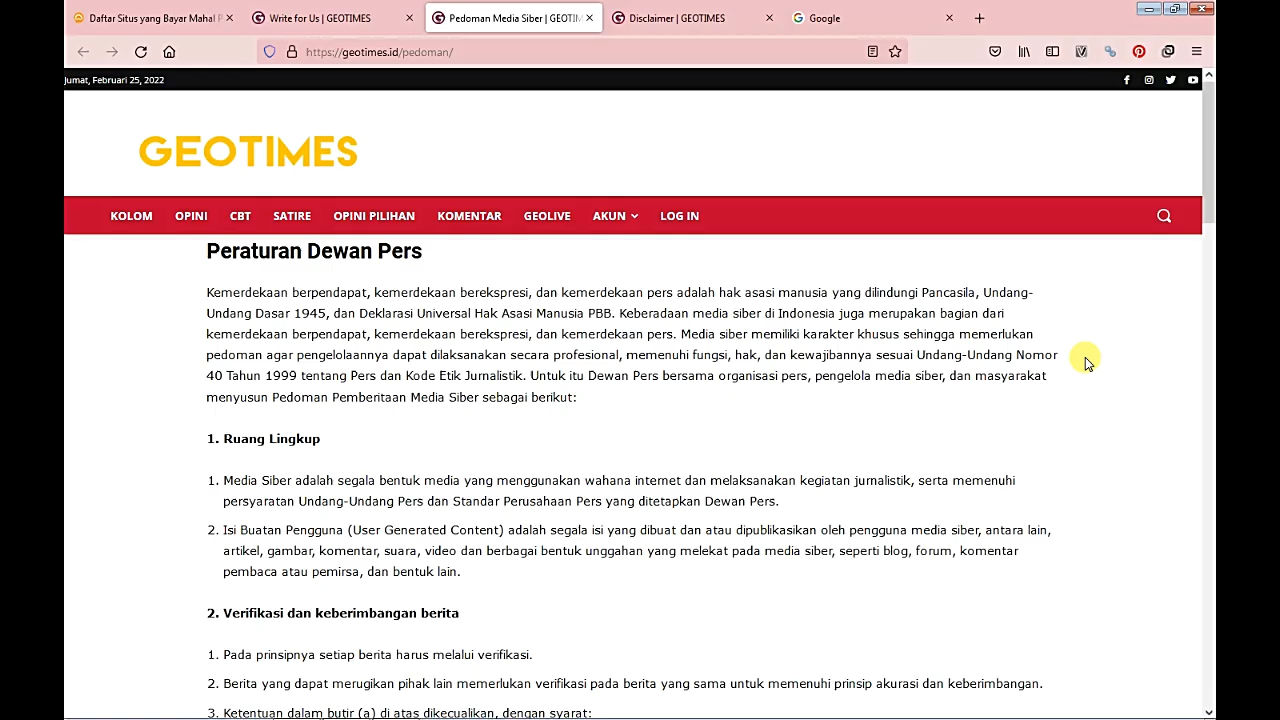 Daftar Situs yang Bayar Mahal P
Write for Us | GEOTIMES
Pedoman Media Siber | GEOTIM
Disclaimer | GEOTIMES
Google
https://geotimes.id/pedoman/
Jumat, Februari 25, 2022
GEOTIMES
KOLOM OPINI CBT SATIRE OPINI PILIHAN KOMENTAR GEOLIVE AKUN LOG IN
Peraturan Dewan Pers
Kemerdekaan berpendapat, kemerdekaan berekspresi, dan kemerdekaan pers adalah hak asasi manusia yang dilindungi Pancasila, Undang-
Undang Dasar 1945, dan Deklarasi Universal Hak Asasi Manusia PBB. Keberadaan media siber di Indonesia juga merupakan bagian dari
kemerdekaan berpendapat, kemerdekaan berekspresi, dan kemerdekaan pers. Media siber memiliki karakter khusus sehingga memerlukan
pedoman agar pengelolaannya dapat dilaksanakan secara profesional, memenuhi fungsi, hak, dan kewajibannya sesuai Undang-Undang Nomor
40 Tahun 1999 tentang Pers dan Kode Etik Jurnalistik. Untuk itu Dewan Pers bersama organisasi pers, pengelola media siber, dan masyarakat
menyusun Pedoman Pemberitaan Media Siber sebagai berikut:
1. Ruang Lingkup
1. Media Siber adalah segala bentuk media yang menggunakan wahana internet dan melaksanakan kegiatan jurnalistik, serta memenuhi
persyaratan Undang-Undang Pers dan Standar Perusahaan Pers yang ditetapkan Dewan Pers.
2. Isi Buatan Pengguna (User Generated Content) adalah segala isi yang dibuat dan atau dipublikasikan oleh pengguna media siber, antara lain,
artikel, gambar, komentar, suara, video dan berbagai bentuk unggahan yang melekat pada media siber, seperti blog, forum, komentar
pembaca atau pemirsa, dan bentuk lain.
2. Verifikasi dan keberimbangan berita
1. Pada prinsipnya setiap berita harus melalui verifikasi.
2. Berita yang dapat merugikan pihak lain memerlukan verifikasi pada berita yang sama untuk memenuhi prinsip akurasi dan keberimbangan.
3. Ketentuan dalam butir (a) di atas dikecualikan, dengan syarat: